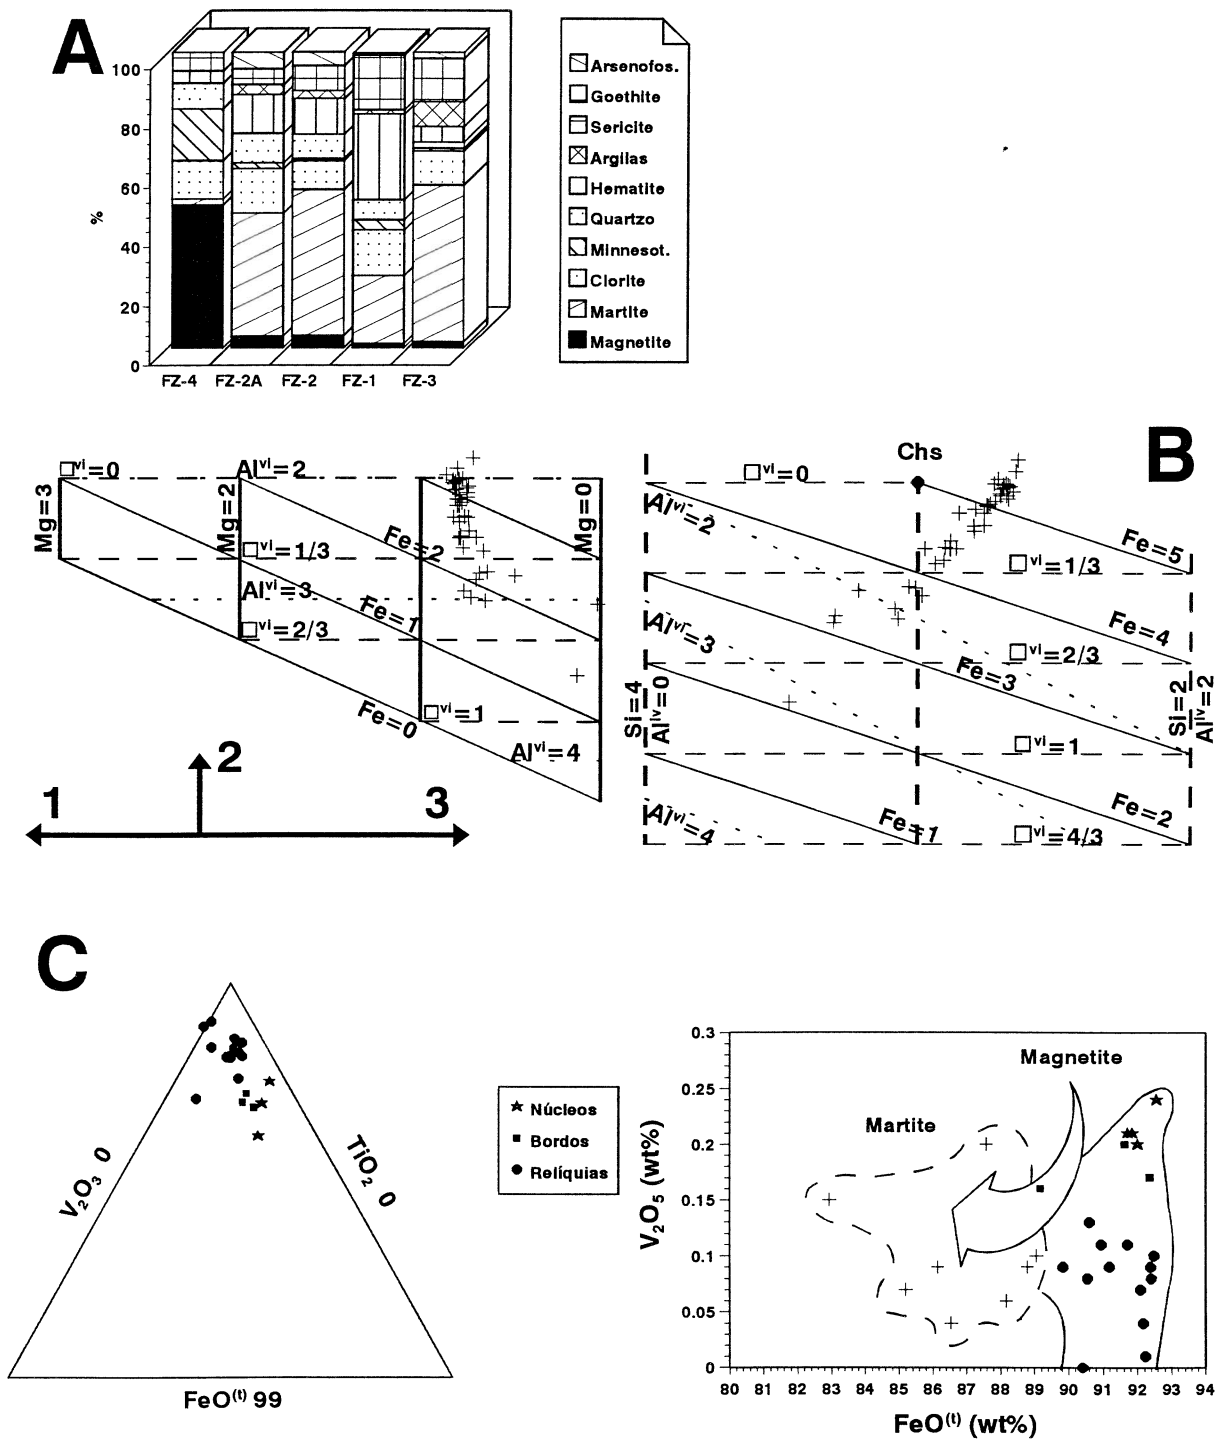 A
100
80
60
40
20
0
%
FZ-4 FZ-2A FZ-2 FZ-1 FZ-3
Arsenofos.
Goethite
Sericite
Argilas
Hematite
Quartzo
Minnesot.
Clorite
Martite
Magnetite
B
□vi=0
Alvi=2
Mg=3
Mg=2
Mg=0
Fe=2
□vi=1/3
Alvi=3
Fe=1
□vi=2/3
Fe=0
□vi=1
Alvi=4
1 2 3
Chs
□vi=0
Alvi=2
Fe=5
□vi=1/3
Fe=4
Alvi=3
□vi=2/3
Fe=3
Si=4
Aliv=0
Si=2
Aliv=2
□vi=1
Fe=2
Alvi=4
Fe=1
□vi=4/3
C
V2O3 0
TiO2 0
FeO(t) 99
Núcleos
Bordos
Relíquias
0.3
0.25
0.2
0.15
0.1
0.05
0
V2O5 (wt%)
Magnetite
Martite
80 81 82 83 84 85 86 87 88 89 90 91 92 93 94
FeO(t) (wt%)